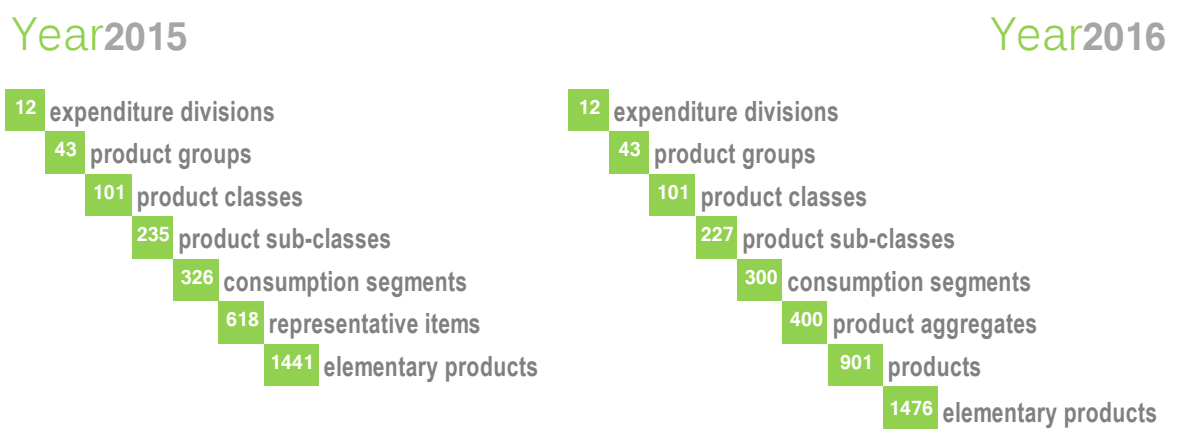 Year2015
12 expenditure divisions
43 product groups
101 product classes
235 product sub-classes
326 consumption segments
618 representative items
1441 elementary products
Year2016
12 expenditure divisions
43 product groups
101 product classes
227 product sub-classes
300 consumption segments
400 product aggregates
901 products
1476 elementary products